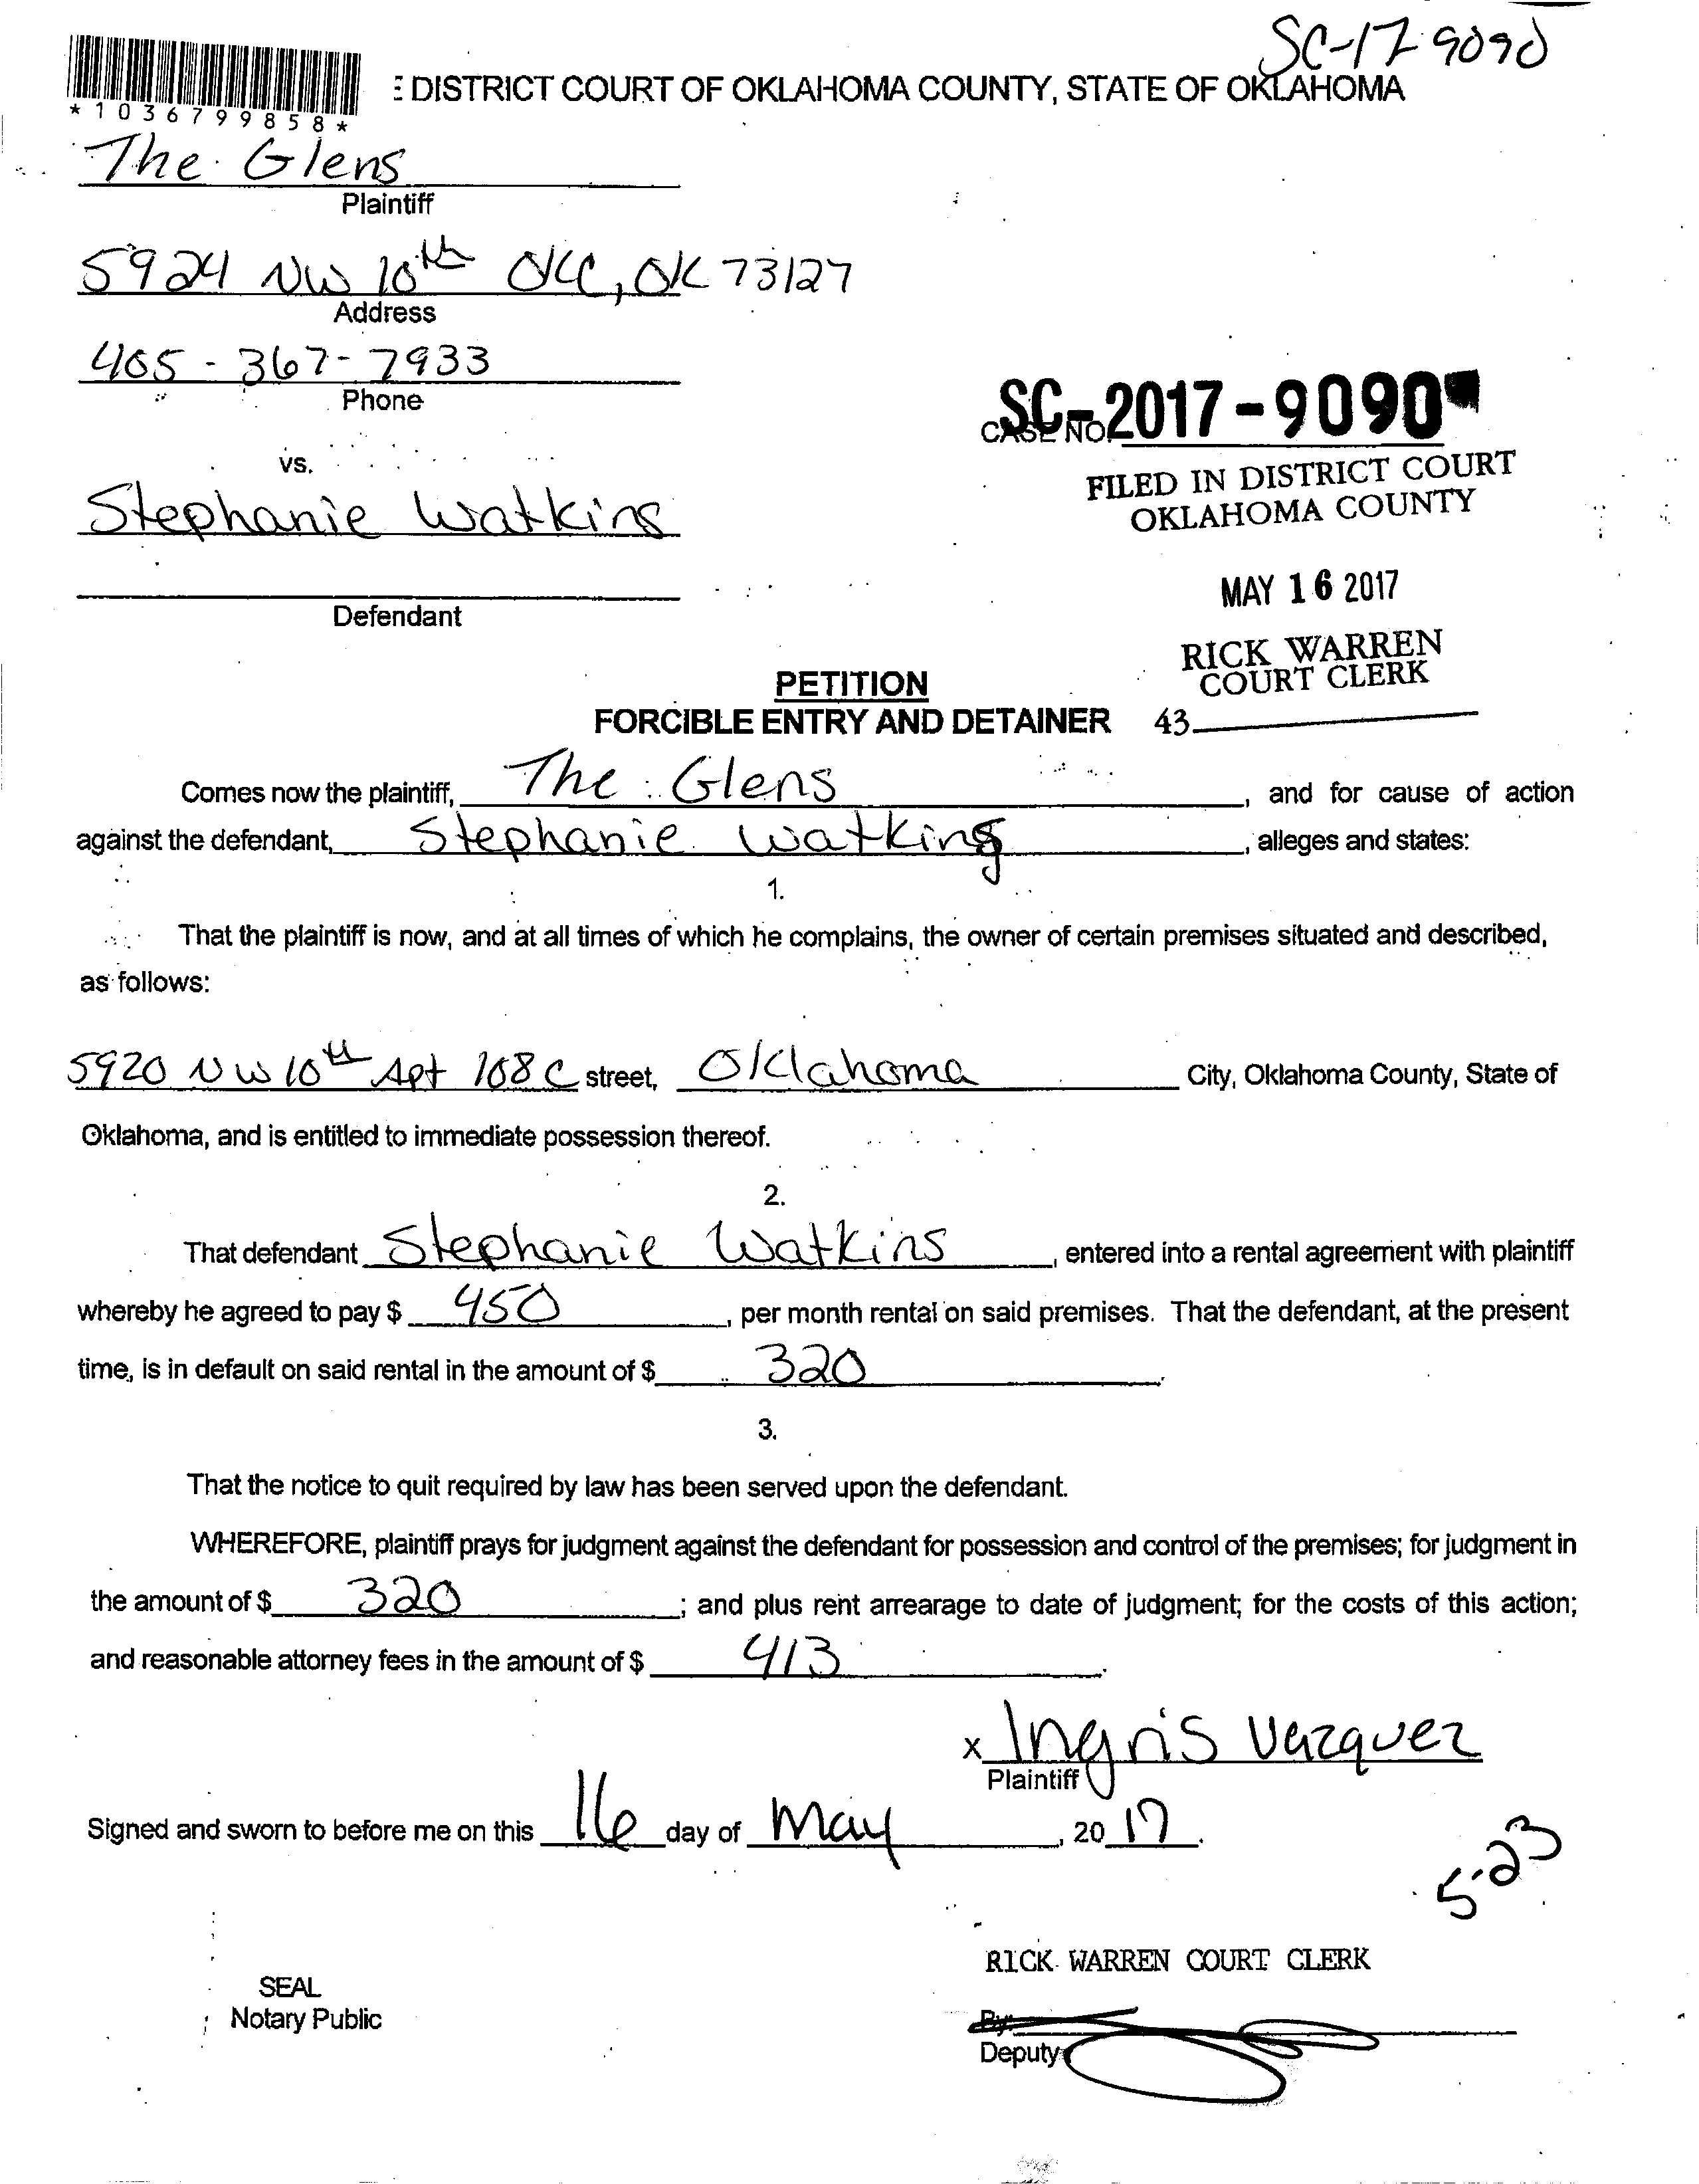 SC-17-9090
E DISTRICT COURT OF OKLAHOMA COUNTY, STATE OF OKLAHOMA
* 1 0 3 6 7 9 9 8 5 8 *
The Glens
Plaintiff
5924 NW 10th OKC, OK 73127
Address
405-367-7933
Phone
SC-2017-9090
CASE NO.
vs.
FILED IN DISTRICT COURT
OKLAHOMA COUNTY
Stephanie Watkins
MAY 16 2017
Defendant
RICK WARREN
COURT CLERK
PETITION
FORCIBLE ENTRY AND DETAINER 43
Comes now the plaintiff, The Glens, and for cause of action
against the defendant, Stephanie Watkins, alleges and states:
1.
That the plaintiff is now, and at all times of which he complains, the owner of certain premises situated and described,
as follows:
5920 NW 10th Apt 168 C street, Oklahoma City, Oklahoma County, State of
Oklahoma, and is entitled to immediate possession thereof.
2.
That defendant Stephanie Watkins, entered into a rental agreement with plaintiff
whereby he agreed to pay $ 450, per month rental on said premises. That the defendant, at the present
time, is in default on said rental in the amount of $ 320.
3.
That the notice to quit required by law has been served upon the defendant.
WHEREFORE, plaintiff prays for judgment against the defendant for possession and control of the premises; for judgment in
the amount of $ 320; and plus rent arrearage to date of judgment; for the costs of this action;
and reasonable attorney fees in the amount of $ 413.
x Ingris Vazquez
Plaintiff
Signed and sworn to before me on this 16 day of May, 2017.
5-23
RICK WARREN COURT CLERK
SEAL
Notary Public
By:
Deputy